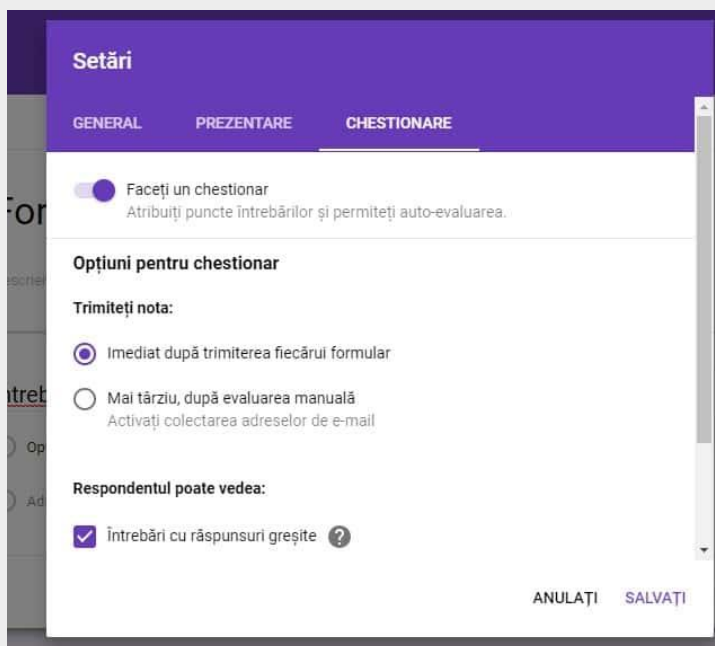 Setări
GENERAL PREZENTARE CHESTIONARE
Faceți un chestionar
Atribuiți puncte întrebărilor și permiteți auto-evaluarea.
Opțiuni pentru chestionar
Trimiteți nota:
Imediat după trimiterea fiecărui formular
Mai târziu, după evaluarea manuală
Activați colectarea adreselor de e-mail
Respondentul poate vedea:
Întrebări cu răspunsuri greșite ?
ANULAȚI SALVAȚI